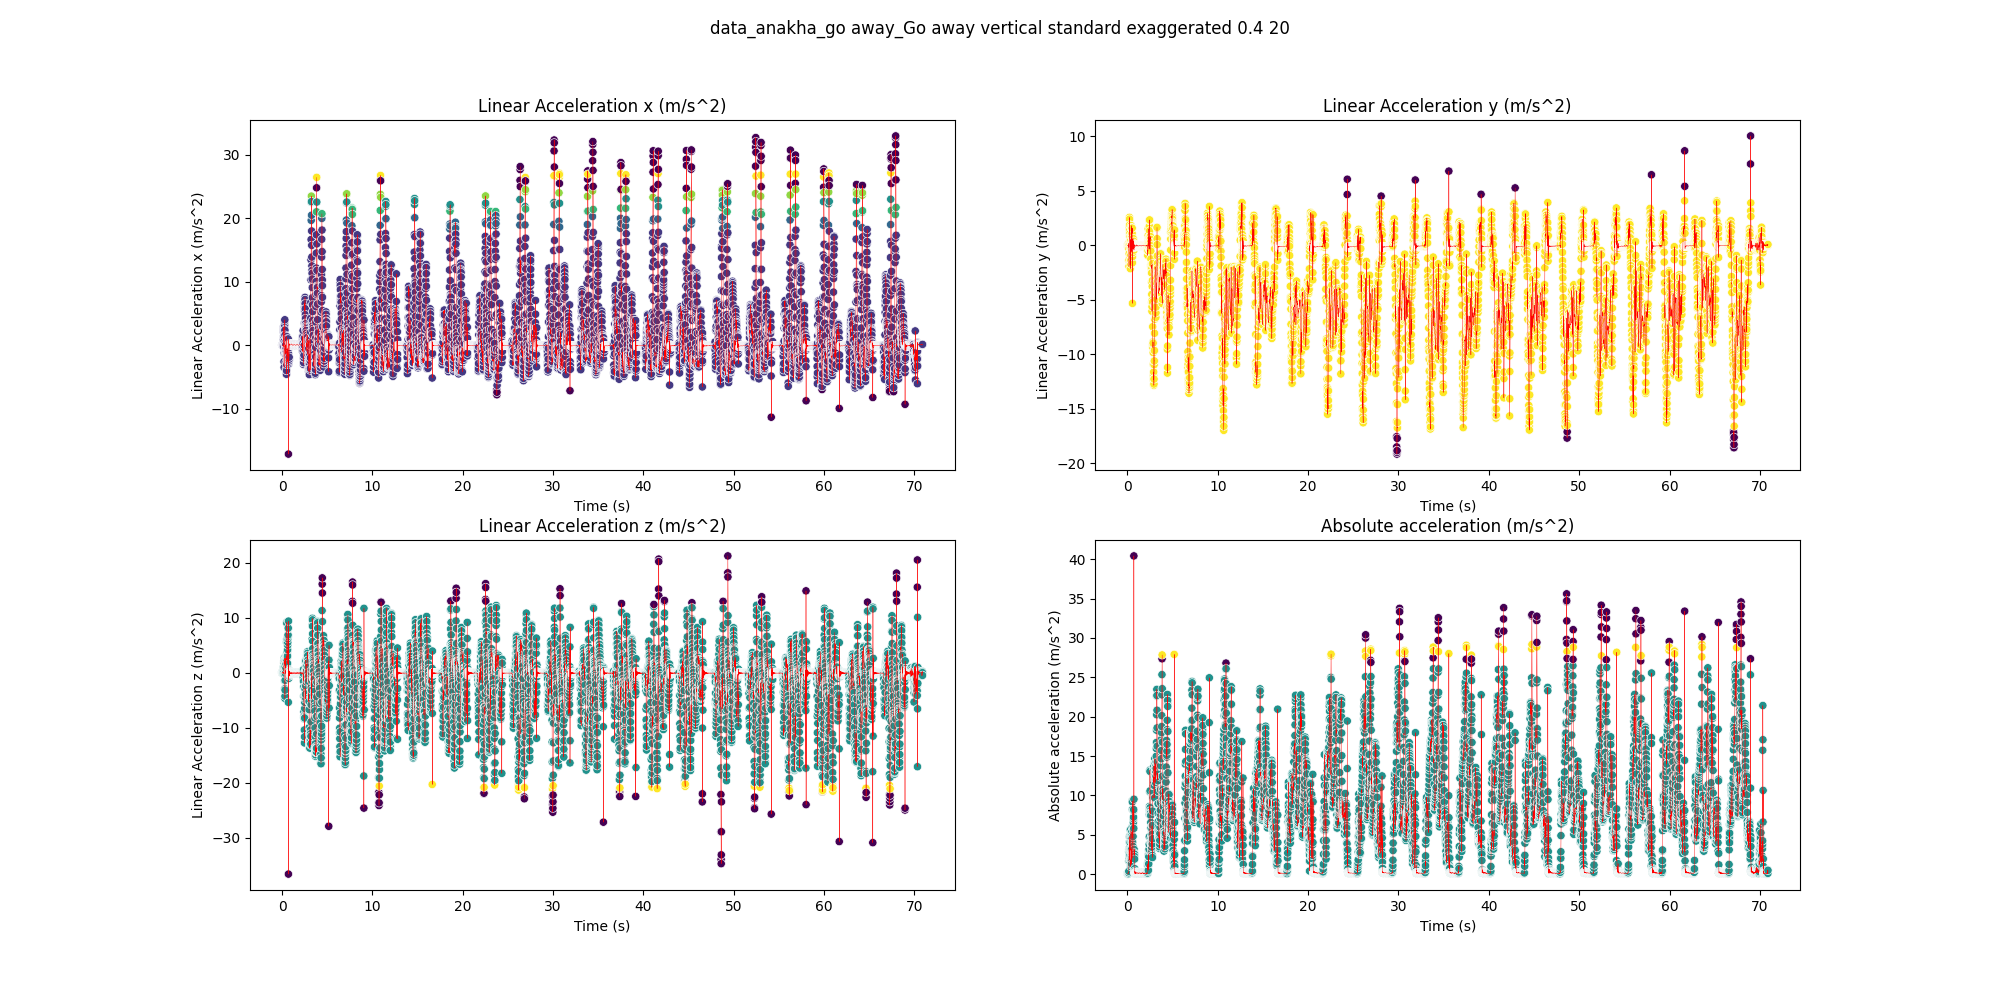 data_anakha_go away_Go away vertical standard exaggerated 0.4 20
Linear Acceleration x (m/s^2)
Linear Acceleration x (m/s^2)
30
20
10
0
−10
0 10 20 30 40 50 60 70
Time (s)
Linear Acceleration y (m/s^2)
Linear Acceleration y (m/s^2)
10
5
0
−5
−10
−15
−20
0 10 20 30 40 50 60 70
Time (s)
Linear Acceleration z (m/s^2)
Linear Acceleration z (m/s^2)
20
10
0
−10
−20
−30
0 10 20 30 40 50 60 70
Time (s)
Absolute acceleration (m/s^2)
Absolute acceleration (m/s^2)
40
35
30
25
20
15
10
5
0
0 10 20 30 40 50 60 70
Time (s)